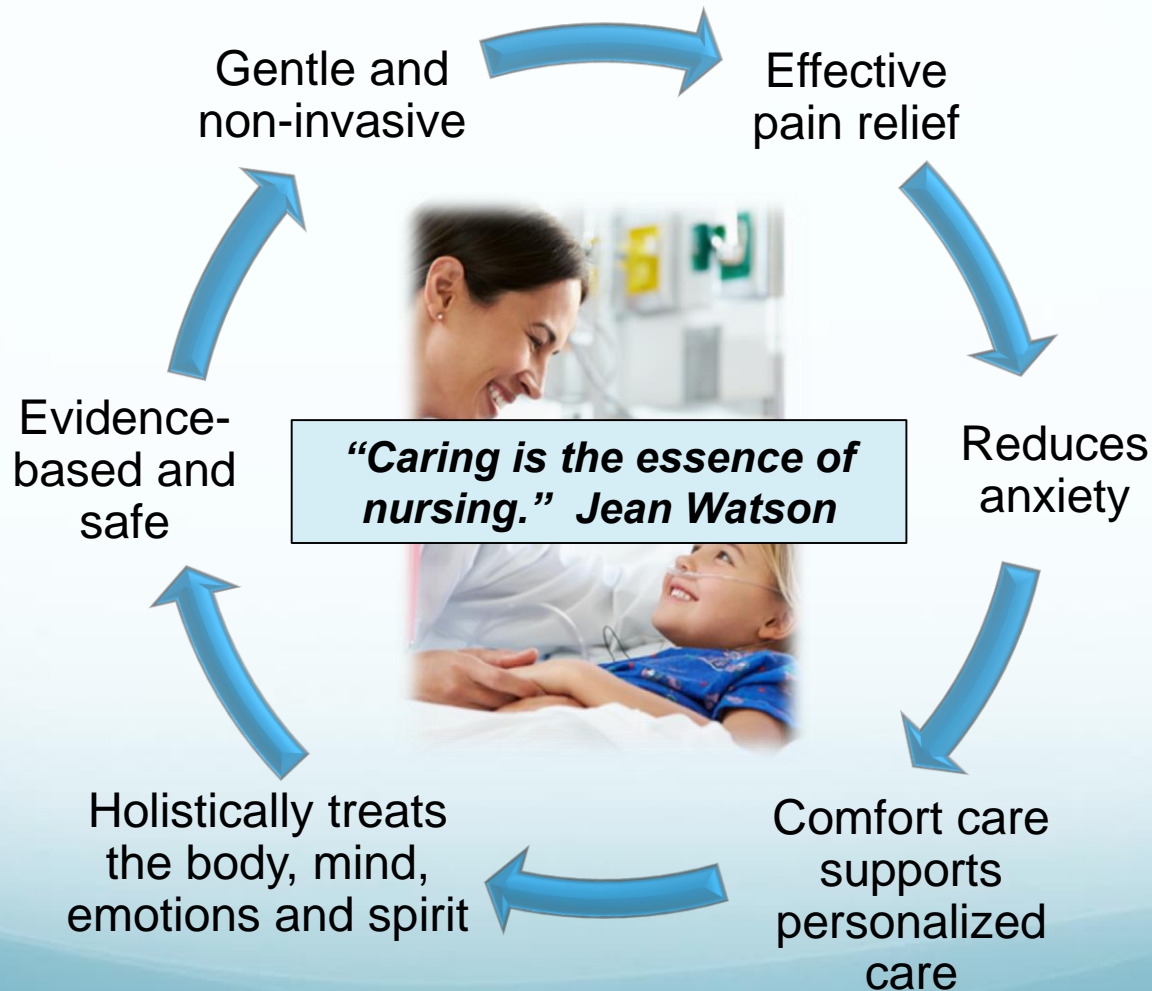 Gentle and
non-invasive
Effective
pain relief
Reduces
anxiety
Comfort care
supports
personalized
care
Holistically treats
the body, mind,
emotions and spirit
Evidence-
based and
safe
“Caring is the essence of
nursing.”  Jean Watson